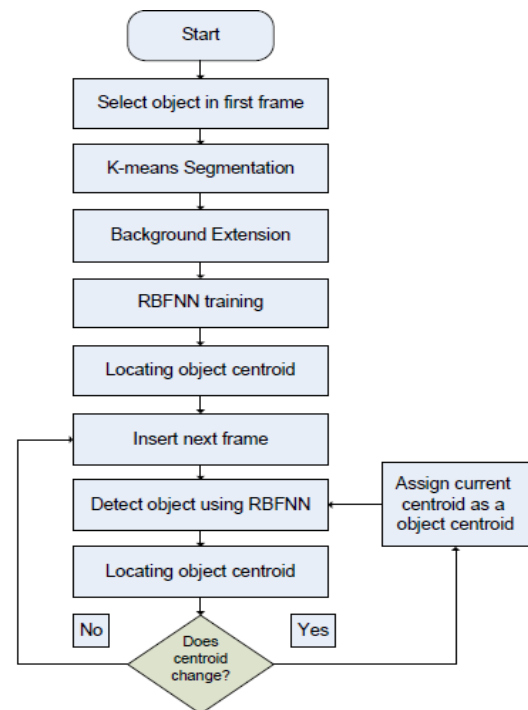 Start
Select object in first frame
K-means Segmentation
Background Extension
RBFNN training
Locating object centroid
Insert next frame
Detect object using RBFNN
Assign current
centroid as a
object centroid
Locating object centroid
No
Yes
Does
centroid
change?